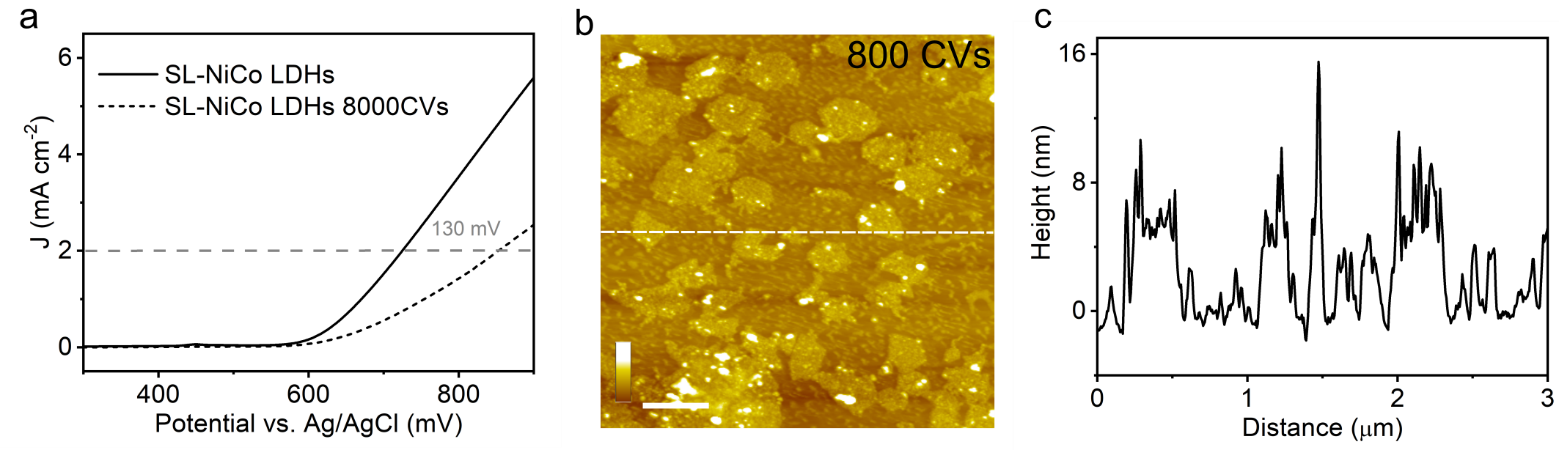 a
6
4
2
0
J (mA cm-2)
SL-NiCo LDHs
SL-NiCo LDHs 8000CVs
130 mV
400
600
800
Potential vs. Ag/AgCl (mV)
b
800 CVs
c
16
8
0
Height (nm)
0
1
2
3
Distance (μm)